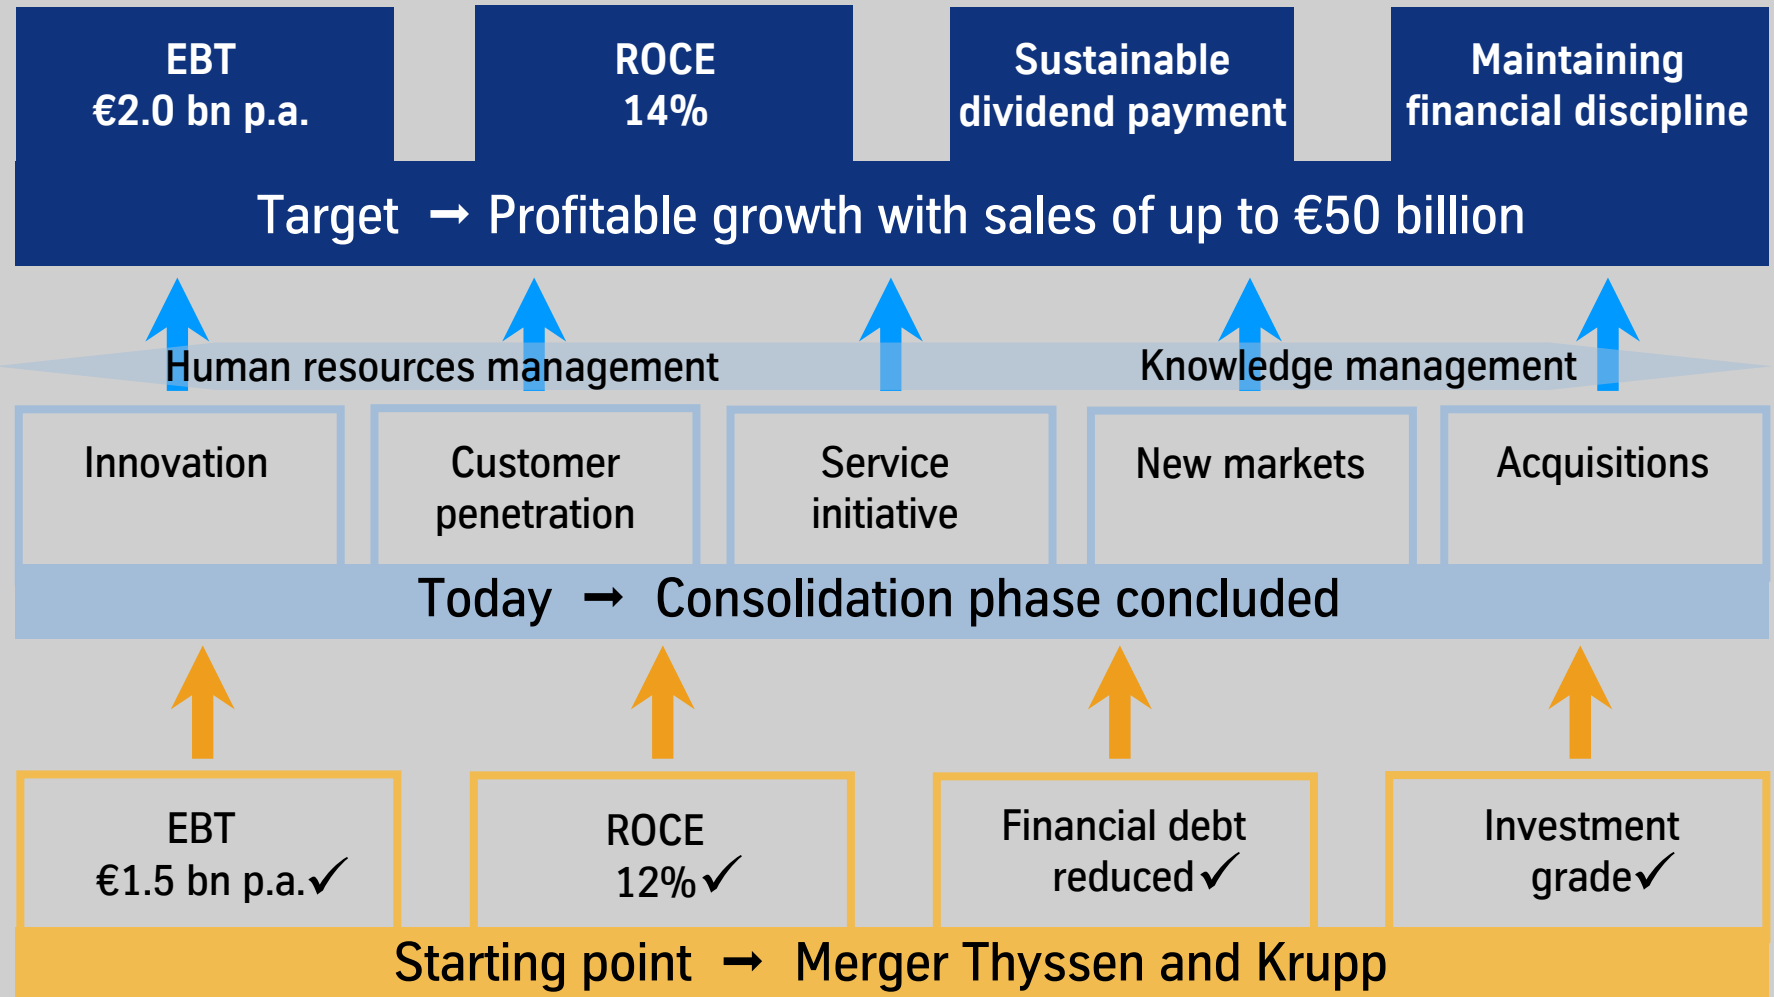 EBT
€2.0 bn p.a.
ROCE
14%
Sustainable
dividend payment
Maintaining
financial discipline
Target → Profitable growth with sales of up to €50 billion
Human resources management
Knowledge management
Innovation
Customer
penetration
Service
initiative
New markets
Acquisitions
Today → Consolidation phase concluded
EBT
€1.5 bn p.a. ✓
ROCE
12% ✓
Financial debt
reduced ✓
Investment
grade ✓
Starting point → Merger Thyssen and Krupp